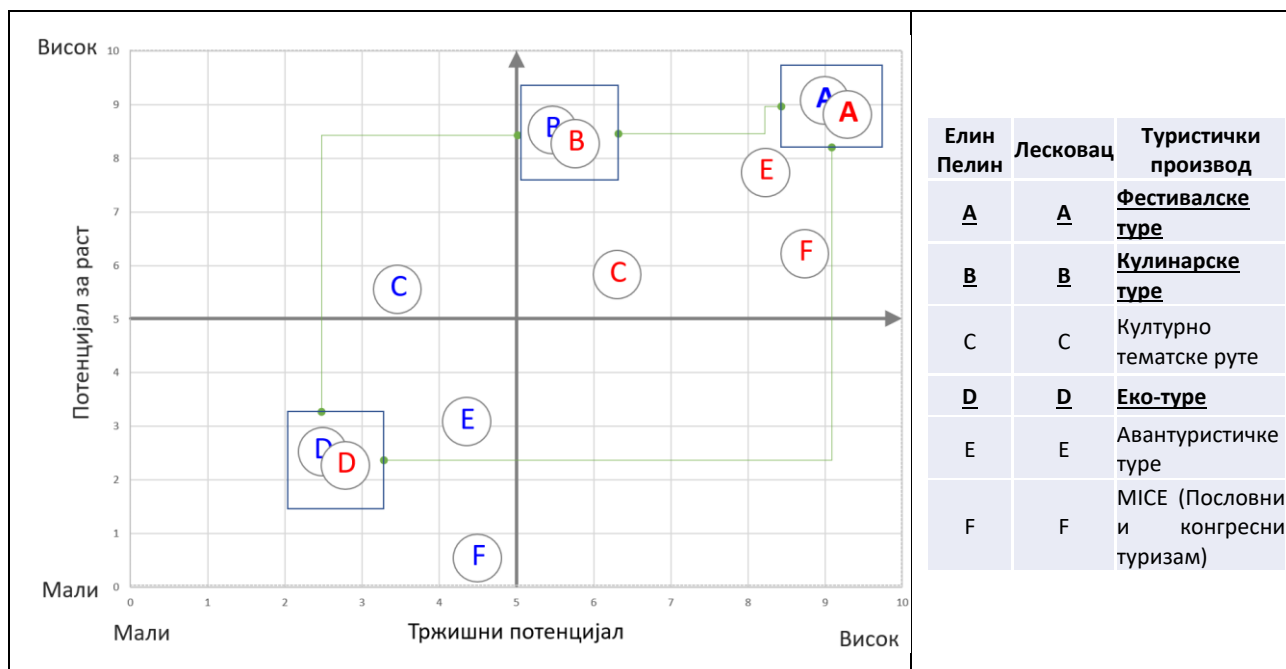 Висок
10
9
8
7
6
5
4
3
2
1
0
Потенцијал за раст
A
A
B
B
E
F
C
C
E
D
D
F
Мали
0 1 2 3 4 5 6 7 8 9 10
Мали
Тржишни потенцијал
Висок
Елин Пелин Лесковац Туристички производ
A A Фестивалске туре
B B Кулинарске туре
C C Културно тематске руте
D D Еко-туре
E E Авантуристичке туре
F F MICE (Пословни и конгресни туризам)